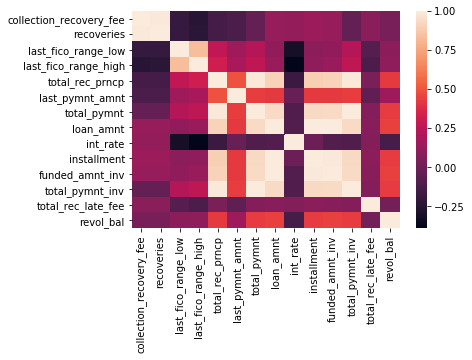 collection_recovery_fee
recoveries
last_fico_range_low
last_fico_range_high
total_rec_prncp
last_pymnt_amnt
total_pymnt
loan_amnt
int_rate
installment
funded_amnt_inv
total_pymnt_inv
total_rec_late_fee
revol_bal
collection_recovery_fee
recoveries
last_fico_range_low
last_fico_range_high
total_rec_prncp
last_pymnt_amnt
total_pymnt
loan_amnt
int_rate
installment
funded_amnt_inv
total_pymnt_inv
total_rec_late_fee
revol_bal
1.00
0.75
0.50
0.25
0.00
−0.25